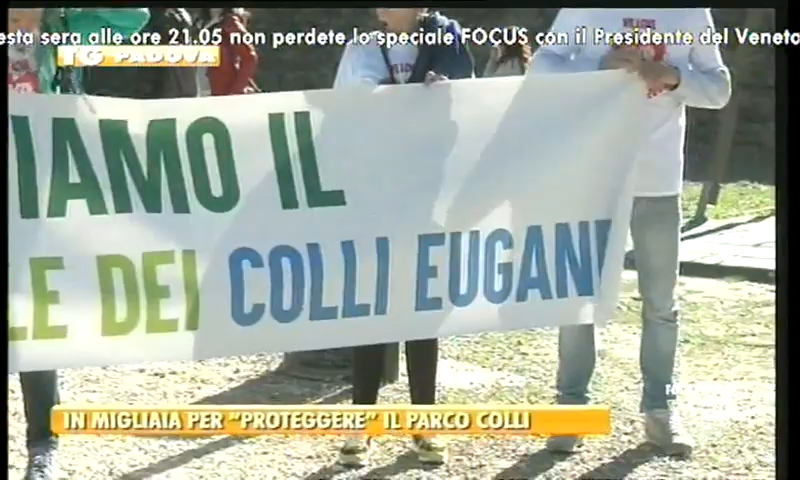 esta sera alle ore 21.05 non perdete lo speciale FOCUS con il Presidente del Veneto
TG PADOVA
IAMO IL
LE DEI COLLI EUGANEI
IN MIGLIAIA PER "PROTEGGERE" IL PARCO COLLI